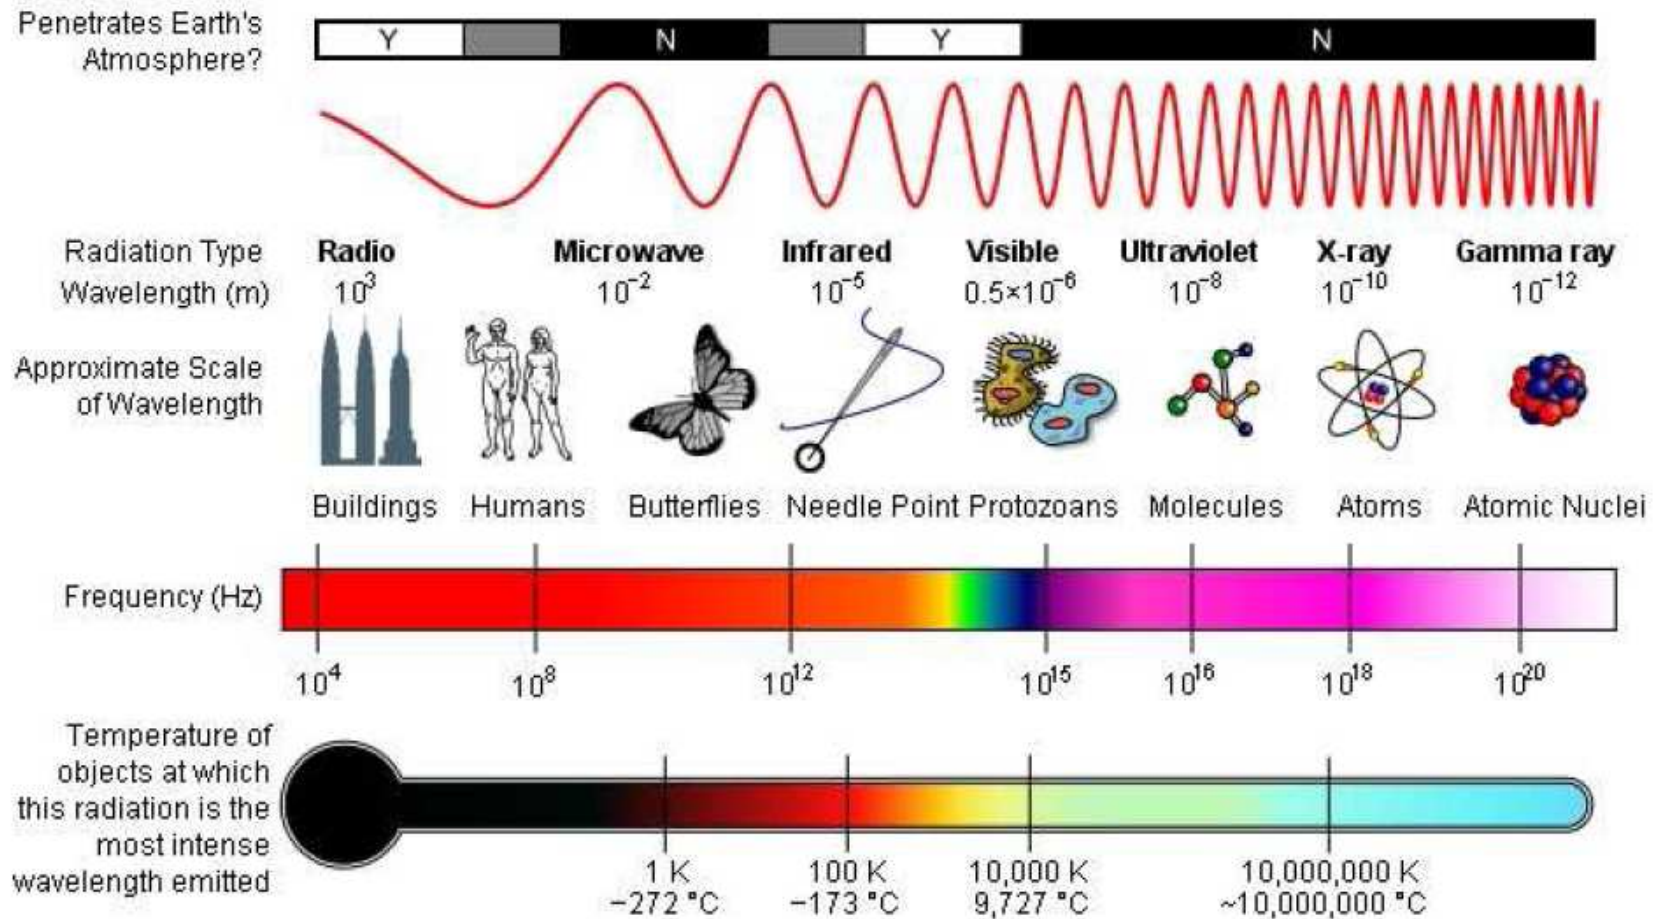 Penetrates Earth's
Atmosphere?
Y N Y N
Radiation Type Radio Microwave Infrared Visible Ultraviolet X-ray Gamma ray
Wavelength (m) 10³ 10⁻² 10⁻⁵ 0.5×10⁻⁶ 10⁻⁸ 10⁻¹⁰ 10⁻¹²
Approximate Scale
of Wavelength
Buildings Humans Butterflies Needle Point Protozoans Molecules Atoms Atomic Nuclei
Frequency (Hz)
10⁴ 10⁸ 10¹² 10¹⁵ 10¹⁶ 10¹⁸ 10²⁰
Temperature of
objects at which
this radiation is the
most intense
wavelength emitted
1 K 100 K 10,000 K 10,000,000 K
−272 °C −173 °C 9,727 °C ~10,000,000 °C